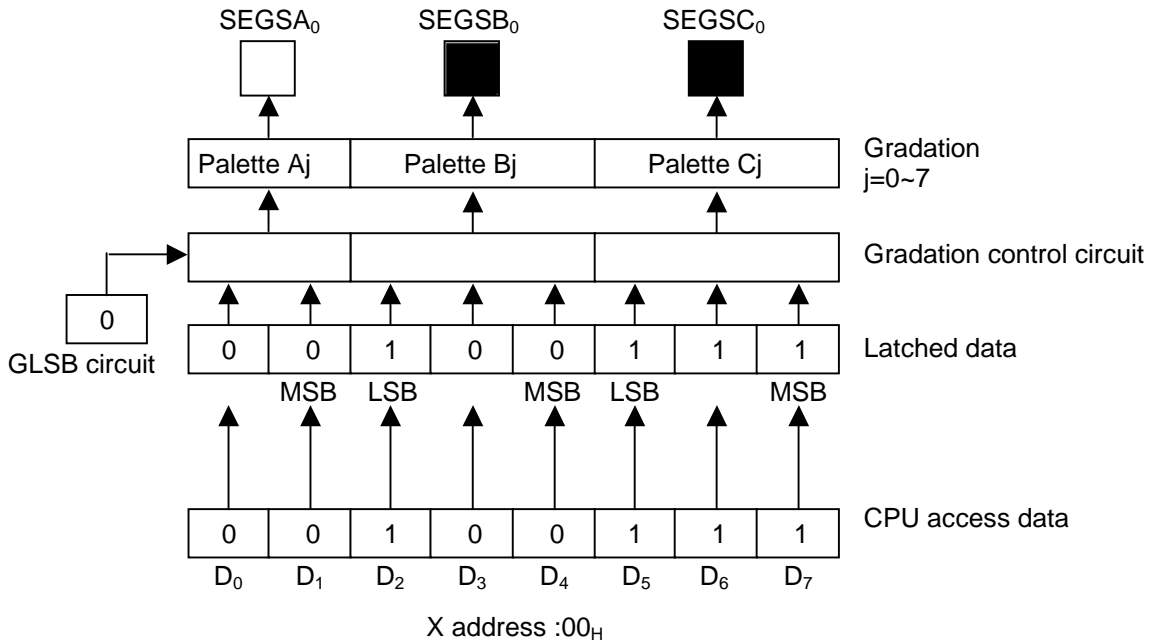 SEGSA₀ SEGSB₀ SEGSC₀
Palette Aj Palette Bj Palette Cj
Gradation
j=0~7
Gradation control circuit
0
GLSB circuit
0 0 1 0 0 1 1 1
Latched data
MSB LSB MSB LSB MSB
0 0 1 0 0 1 1 1
CPU access data
D₀ D₁ D₂ D₃ D₄ D₅ D₆ D₇
X address :00H